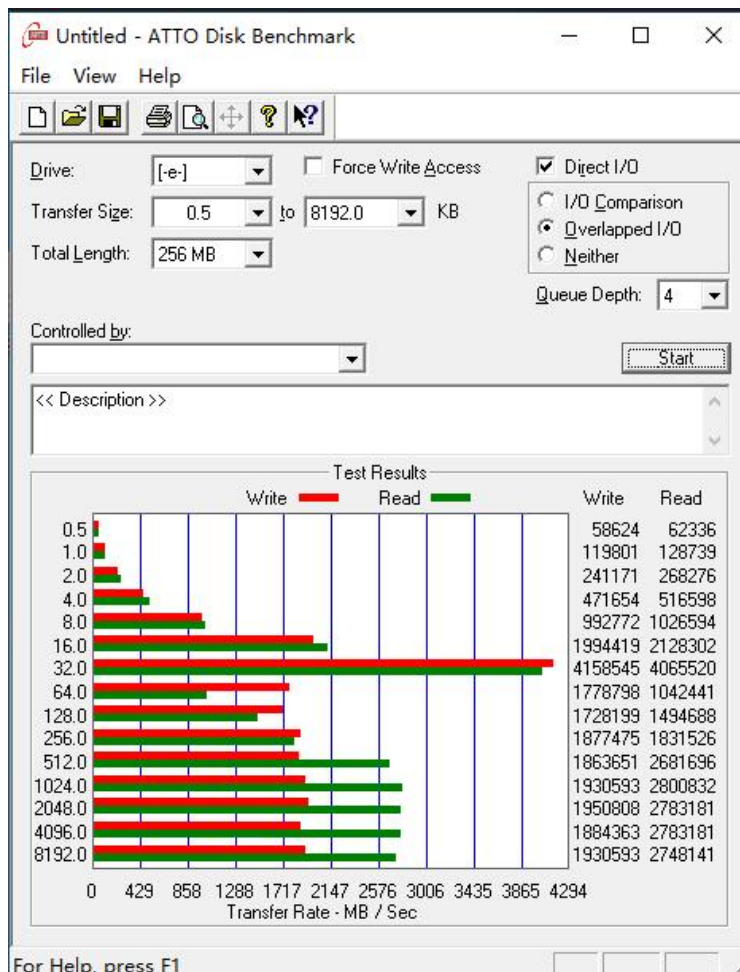 Untitled - ATTO Disk Benchmark
File View Help
Drive: [-e-] Force Write Access Direct I/O
Transfer Size: 0.5 to 8192.0 KB I/O Comparison
Overlapped I/O
Total Length: 256 MB Neither
Queue Depth: 4
Controlled by:
Start
<< Description >>
Test Results
Write Read Write Read
0.5 58624 62336
1.0 119801 128739
2.0 241171 268276
4.0 471654 516598
8.0 992772 1026594
16.0 1994419 2128302
32.0 4158545 4065520
64.0 1778798 1042441
128.0 1728199 1494688
256.0 1877475 1831526
512.0 1863651 2681696
1024.0 1930593 2800832
2048.0 1950808 2783181
4096.0 1884363 2783181
8192.0 1930593 2748141
0 429 858 1288 1717 2147 2576 3006 3435 3865 4294
Transfer Rate - MB / Sec
For Help, press F1